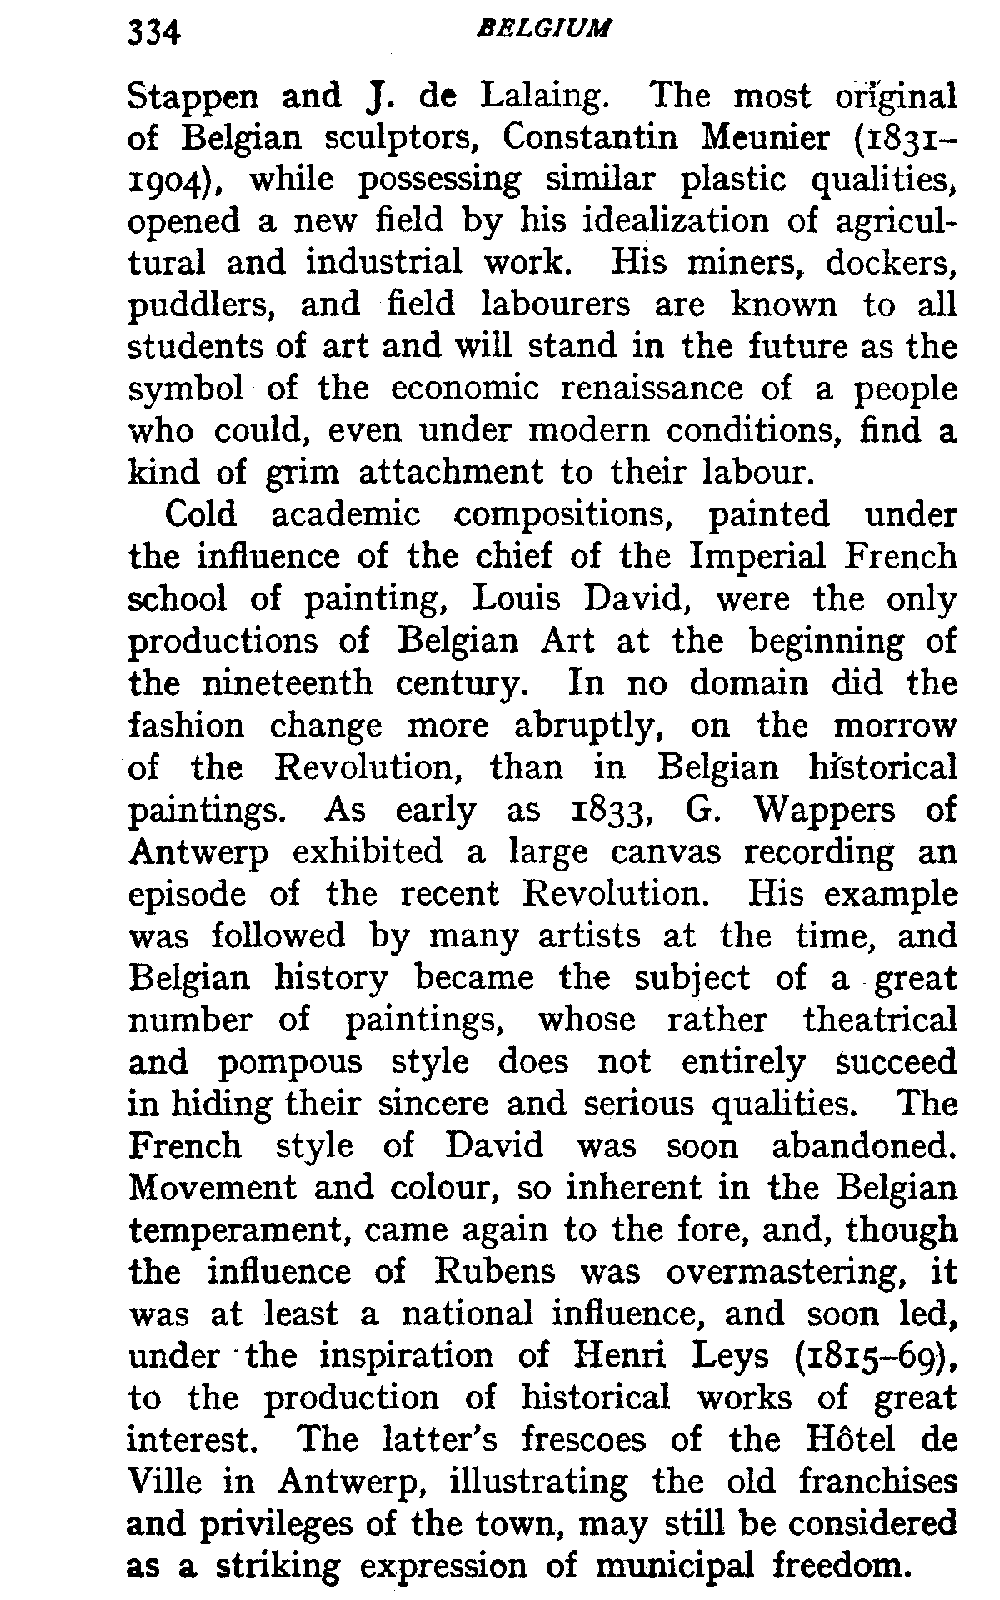 334 BELGIUM
Stappen and J. de Lalaing. The most original
of Belgian sculptors, Constantin Meunier (1831–
1904), while possessing similar plastic qualities,
opened a new field by his idealization of agricul-
tural and industrial work. His miners, dockers,
puddlers, and field labourers are known to all
students of art and will stand in the future as the
symbol of the economic renaissance of a people
who could, even under modern conditions, find a
kind of grim attachment to their labour.
Cold academic compositions, painted under
the influence of the chief of the Imperial French
school of painting, Louis David, were the only
productions of Belgian Art at the beginning of
the nineteenth century. In no domain did the
fashion change more abruptly, on the morrow
of the Revolution, than in Belgian historical
paintings. As early as 1833, G. Wappers of
Antwerp exhibited a large canvas recording an
episode of the recent Revolution. His example
was followed by many artists at the time, and
Belgian history became the subject of a great
number of paintings, whose rather theatrical
and pompous style does not entirely succeed
in hiding their sincere and serious qualities. The
French style of David was soon abandoned.
Movement and colour, so inherent in the Belgian
temperament, came again to the fore, and, though
the influence of Rubens was overmastering, it
was at least a national influence, and soon led,
under the inspiration of Henri Leys (1815–69),
to the production of historical works of great
interest. The latter's frescoes of the Hôtel de
Ville in Antwerp, illustrating the old franchises
and privileges of the town, may still be considered
as a striking expression of municipal freedom.